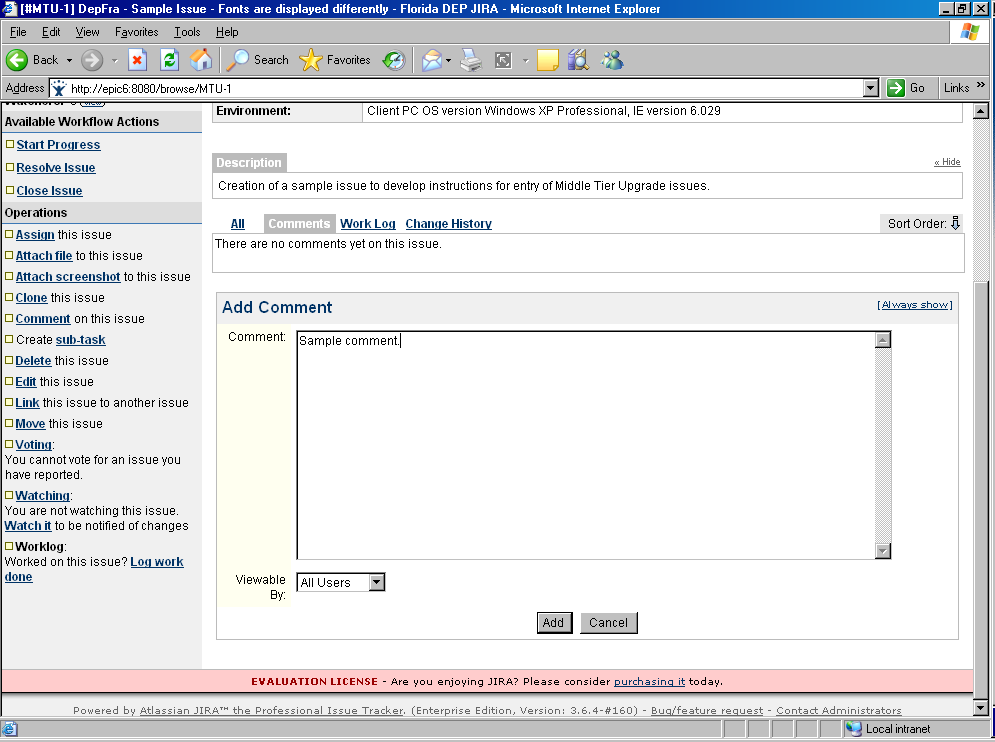 [#MTU-1] DepFra - Sample Issue - Fonts are displayed differently - Florida DEP JIRA - Microsoft Internet Explorer
File Edit View Favorites Tools Help
Back Search Favorites
Address http://epic6:8080/browse/MTU-1 Go Links »
Available Workflow Actions
Start Progress
Resolve Issue
Close Issue
Operations
Assign this issue
Attach file to this issue
Attach screenshot to this issue
Clone this issue
Comment on this issue
Create sub-task
Delete this issue
Edit this issue
Link this issue to another issue
Move this issue
Voting:
You cannot vote for an issue you
have reported.
Watching:
You are not watching this issue.
Watch it to be notified of changes
Worklog:
Worked on this issue? Log work
done
Environment: Client PC OS version Windows XP Professional, IE version 6.029
Description « Hide
Creation of a sample issue to develop instructions for entry of Middle Tier Upgrade issues.
All Comments Work Log Change History Sort Order:
There are no comments yet on this issue.
Add Comment [Always show]
Comment: Sample comment.
Viewable
By: All Users
Add Cancel
EVALUATION LICENSE - Are you enjoying JIRA? Please consider purchasing it today.
Powered by Atlassian JIRA™ the Professional Issue Tracker. (Enterprise Edition, Version: 3.6.4-#160) - Bug/feature request - Contact Administrators
Local intranet